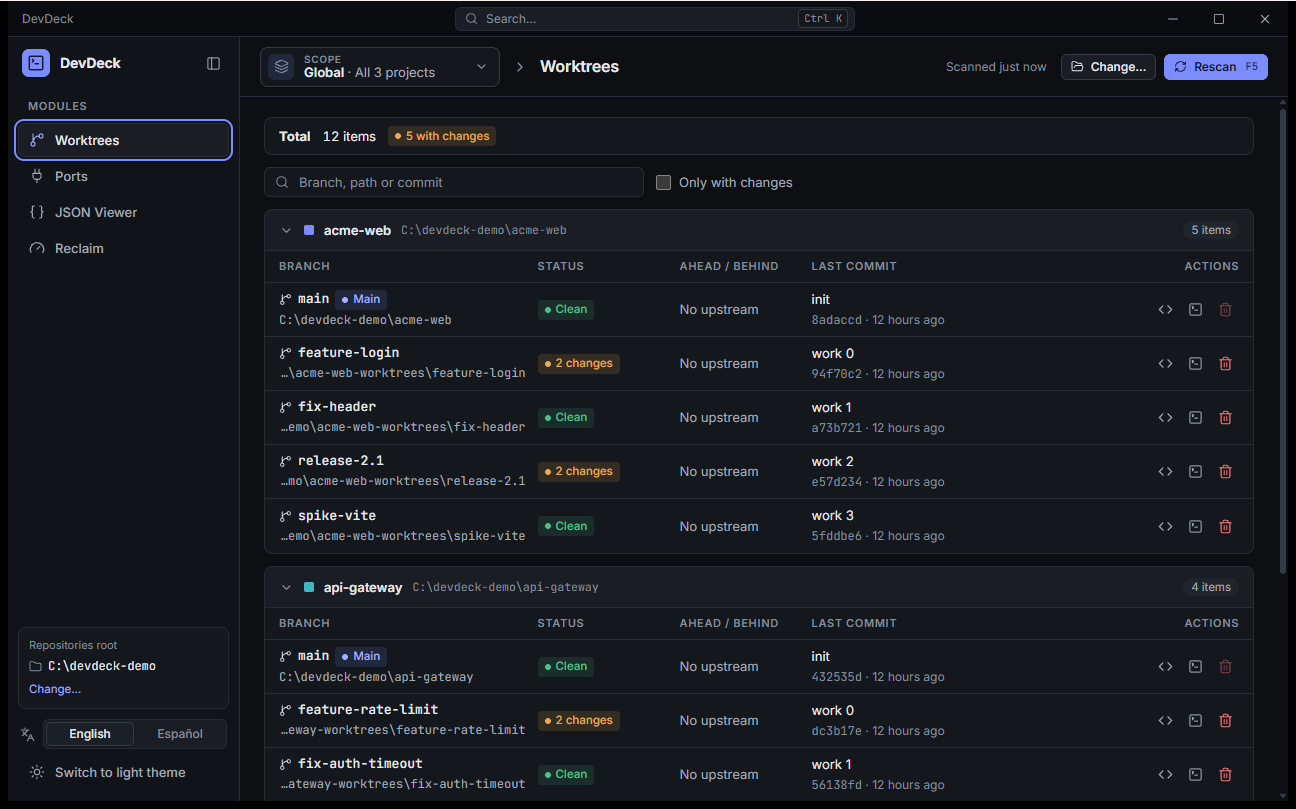 DevDeck
Search... Ctrl K
DevDeck
MODULES
Worktrees
Ports
JSON Viewer
Reclaim
Repositories root
C:\devdeck-demo
Change...
English Español
Switch to light theme
SCOPE
Global · All 3 projects
Worktrees
Scanned just now
Change...
Rescan F5
Total 12 items 5 with changes
Branch, path or commit
Only with changes
acme-web C:\devdeck-demo\acme-web 5 items
BRANCH STATUS AHEAD / BEHIND LAST COMMIT ACTIONS
main Main Clean No upstream init
C:\devdeck-demo\acme-web 8adaccd · 12 hours ago
feature-login 2 changes No upstream work 0
…\acme-web-worktrees\feature-login 94f70c2 · 12 hours ago
fix-header Clean No upstream work 1
…emo\acme-web-worktrees\fix-header a73b721 · 12 hours ago
release-2.1 2 changes No upstream work 2
…mo\acme-web-worktrees\release-2.1 e57d234 · 12 hours ago
spike-vite Clean No upstream work 3
…emo\acme-web-worktrees\spike-vite 5fddbe6 · 12 hours ago
api-gateway C:\devdeck-demo\api-gateway 4 items
BRANCH STATUS AHEAD / BEHIND LAST COMMIT ACTIONS
main Main Clean No upstream init
C:\devdeck-demo\api-gateway 432535d · 12 hours ago
feature-rate-limit 2 changes No upstream work 0
…eway-worktrees\feature-rate-limit dc3b17e · 12 hours ago
fix-auth-timeout Clean No upstream work 1
…ateway-worktrees\fix-auth-timeout 56138fd · 12 hours ago